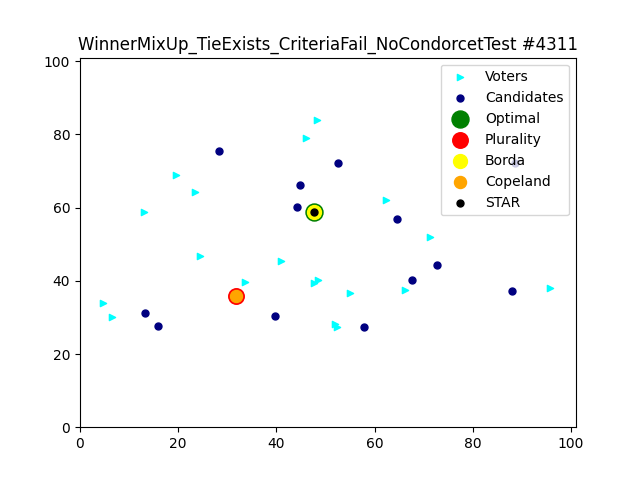 WinnerMixUp_TieExists_CriteriaFail_NoCondorcetTest #4311
100
80
60
40
20
0
0 20 40 60 80 100
Voters
Candidates
Optimal
Plurality
Borda
Copeland
STAR